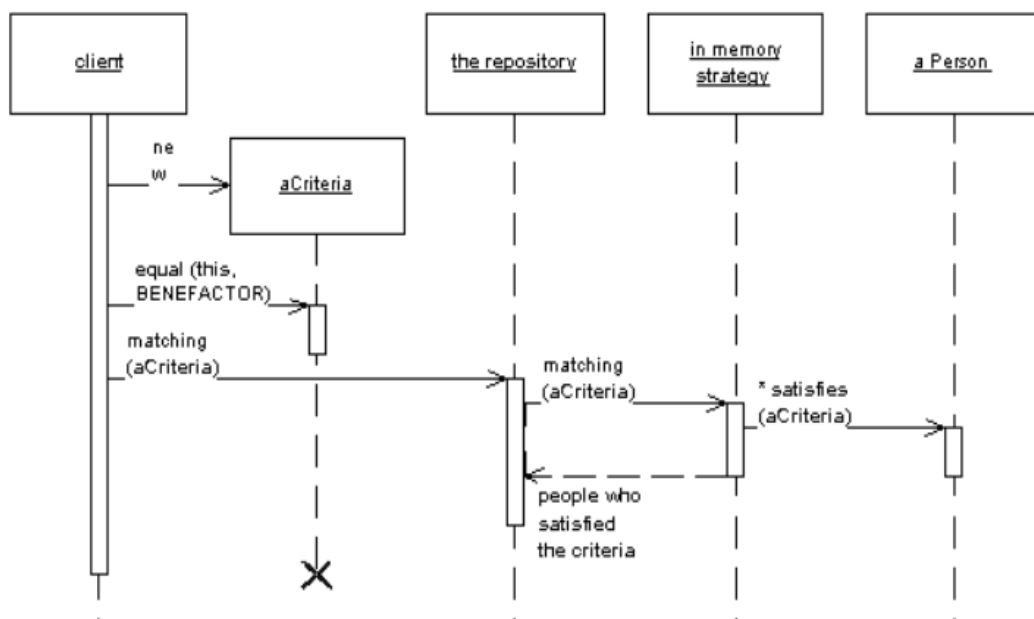 client
the repository
in memory
strategy
a Person
ne
w
aCriteria
equal (this,
BENEFACTOR)
matching
(aCriteria)
matching
(aCriteria)
* satisfies
(aCriteria)
people who
satisfied
the criteria